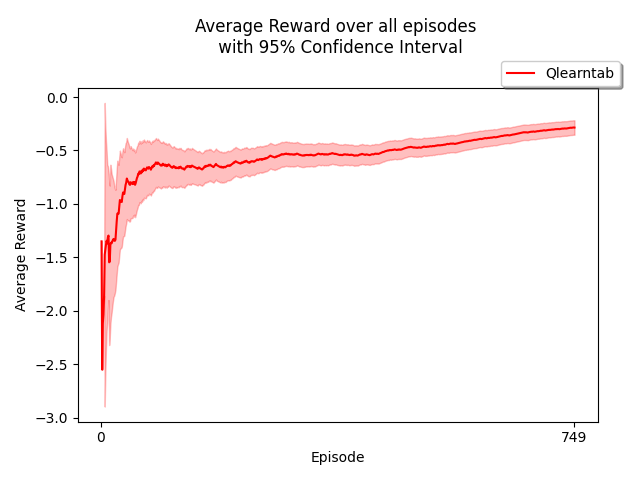 Average Reward over all episodes
with 95% Confidence Interval
Qlearntab
0.0
−0.5
−1.0
−1.5
−2.0
−2.5
−3.0
Average Reward
0
749
Episode